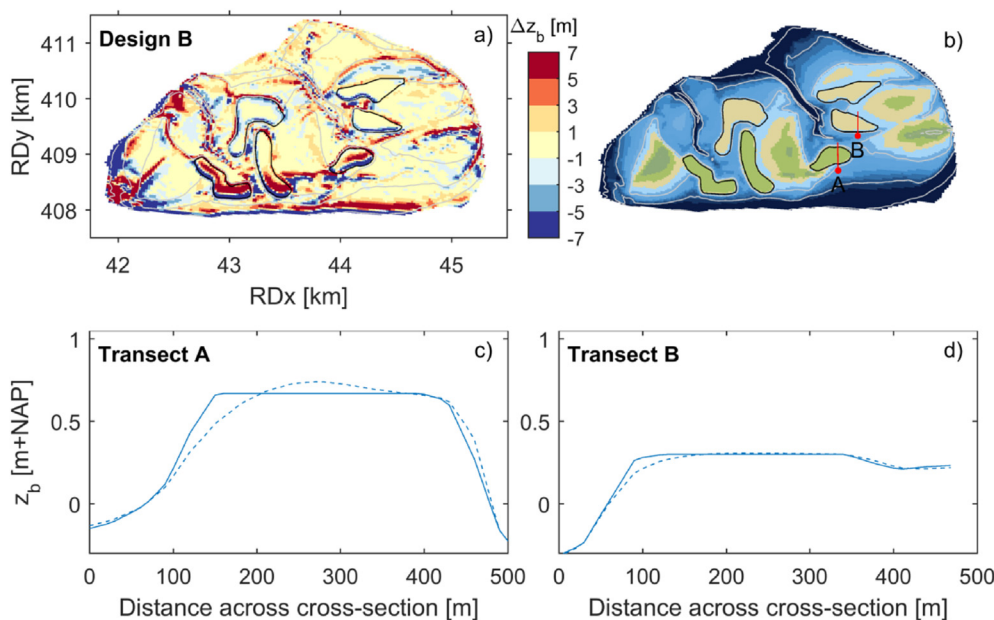 Design B
a)
Δz_b [m]
b)
411
410
409
408
RDy [km]
42
43
44
45
RDx [km]
7
5
3
1
-1
-3
-5
-7
B
A
Transect A
c)
1
0.5
0
z_b [m+NAP]
0
100
200
300
400
500
Distance across cross-section [m]
Transect B
d)
1
0.5
0
0
100
200
300
400
500
Distance across cross-section [m]